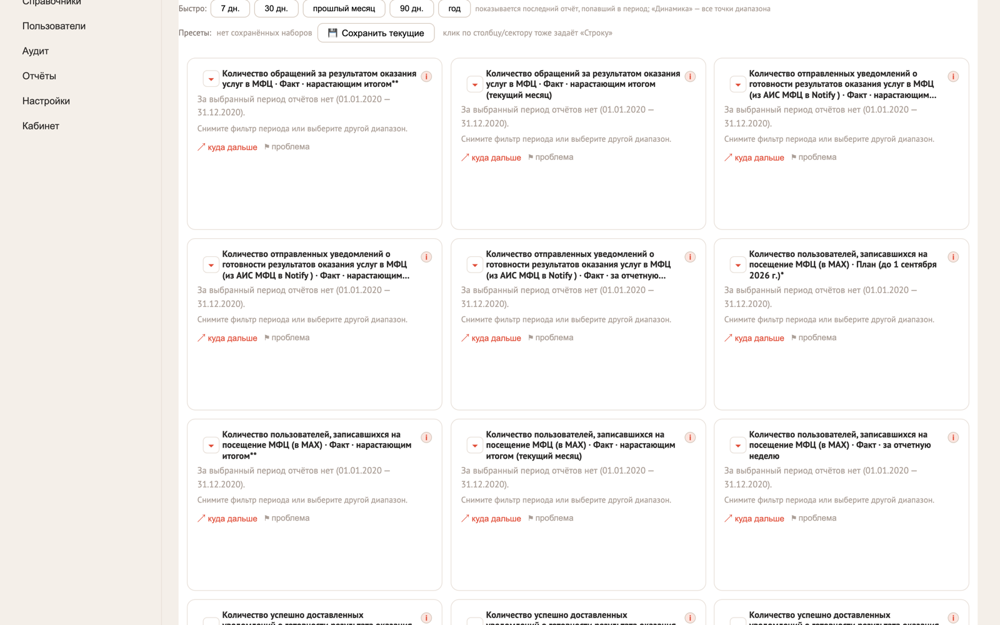 Справочники
Пользователи
Аудит
Отчёты
Настройки
Кабинет
Быстро: 7 дн. 30 дн. прошлый месяц 90 дн. год показывается последний отчёт, попавший в период; «Динамика» — все точки диапазона
Пресеты: нет сохранённых наборов 💾 Сохранить текущие клик по столбцу/сектору тоже задаёт «Строку»
Количество обращений за результатом оказания
услуг в МФЦ · Факт · нарастающим итогом**
За выбранный период отчётов нет (01.01.2020 —
31.12.2020).
Снимите фильтр периода или выберите другой диапазон.
куда дальше ⚑ проблема
Количество обращений за результатом оказания
услуг в МФЦ · Факт · нарастающим итогом
(текущий месяц)
За выбранный период отчётов нет (01.01.2020 —
31.12.2020).
Снимите фильтр периода или выберите другой диапазон.
куда дальше ⚑ проблема
Количество отправленных уведомлений о
готовности результатов оказания услуг в МФЦ
(из АИС МФЦ в Notify ) · Факт · нарастающим...
За выбранный период отчётов нет (01.01.2020 —
31.12.2020).
Снимите фильтр периода или выберите другой диапазон.
куда дальше ⚑ проблема
Количество отправленных уведомлений о
готовности результатов оказания услуг в МФЦ
(из АИС МФЦ в Notify ) · Факт · нарастающим...
За выбранный период отчётов нет (01.01.2020 —
31.12.2020).
Снимите фильтр периода или выберите другой диапазон.
куда дальше ⚑ проблема
Количество отправленных уведомлений о
готовности результатов оказания услуг в МФЦ
(из АИС МФЦ в Notify ) · Факт · за отчетную...
За выбранный период отчётов нет (01.01.2020 —
31.12.2020).
Снимите фильтр периода или выберите другой диапазон.
куда дальше ⚑ проблема
Количество пользователей, записавшихся на
посещение МФЦ (в MAX) · План (до 1 сентября
2026 г.)*
За выбранный период отчётов нет (01.01.2020 —
31.12.2020).
Снимите фильтр периода или выберите другой диапазон.
куда дальше ⚑ проблема
Количество пользователей, записавшихся на
посещение МФЦ (в MAX) · Факт · нарастающим
итогом**
За выбранный период отчётов нет (01.01.2020 —
31.12.2020).
Снимите фильтр периода или выберите другой диапазон.
куда дальше ⚑ проблема
Количество пользователей, записавшихся на
посещение МФЦ (в MAX) · Факт · нарастающим
итогом (текущий месяц)
За выбранный период отчётов нет (01.01.2020 —
31.12.2020).
Снимите фильтр периода или выберите другой диапазон.
куда дальше ⚑ проблема
Количество пользователей, записавшихся на
посещение МФЦ (в MAX) · Факт · за отчетную
неделю
За выбранный период отчётов нет (01.01.2020 —
31.12.2020).
Снимите фильтр периода или выберите другой диапазон.
куда дальше ⚑ проблема
Количество успешно доставленных
уведомлений о готовности результата оказания
Количество успешно доставленных
уведомлений о готовности результата оказания
Количество успешно доставленных
уведомлений о готовности результата оказания